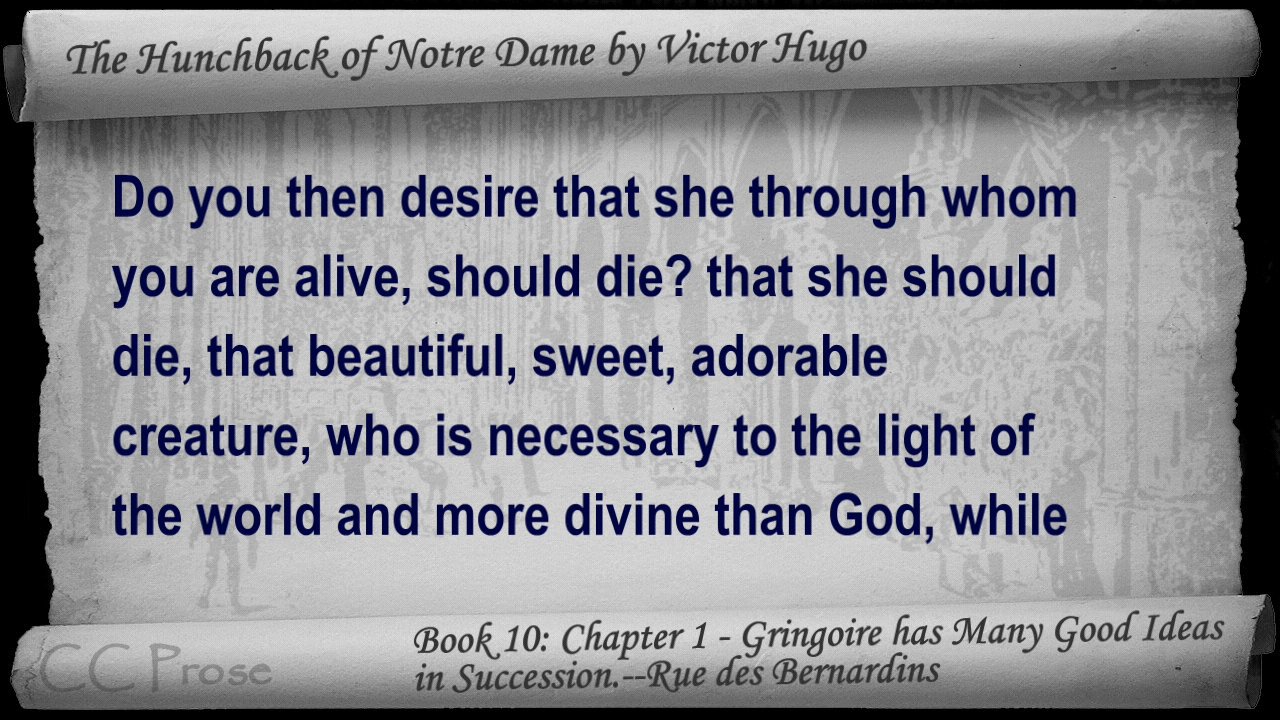 The Hunchback of Notre Dame by Victor Hugo
Do you then desire that she through whom
you are alive, should die? that she should
die, that beautiful, sweet, adorable
creature, who is necessary to the light of
the world and more divine than God, while
CC Prose
Book 10: Chapter 1 - Gringoire has Many Good Ideas
in Succession.--Rue des Bernardins